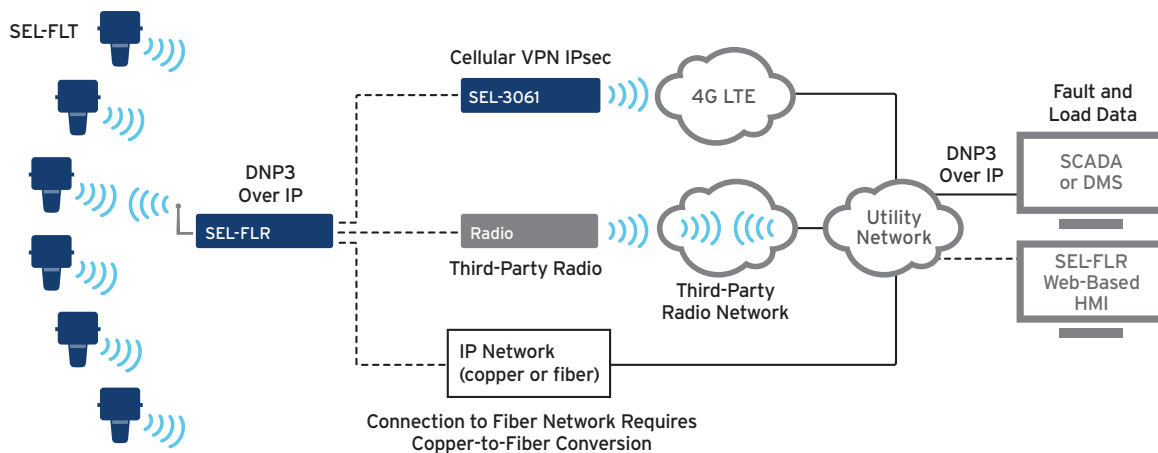 SEL-FLT
DNP3
Over IP
SEL-FLR
Cellular VPN IPsec
SEL-3061
4G LTE
Radio
Third-Party Radio
Third-Party
Radio Network
IP Network
(copper or fiber)
Connection to Fiber Network Requires
Copper-to-Fiber Conversion
Utility
Network
DNP3
Over IP
Fault and
Load Data
SCADA
or DMS
SEL-FLR
Web-Based
HMI